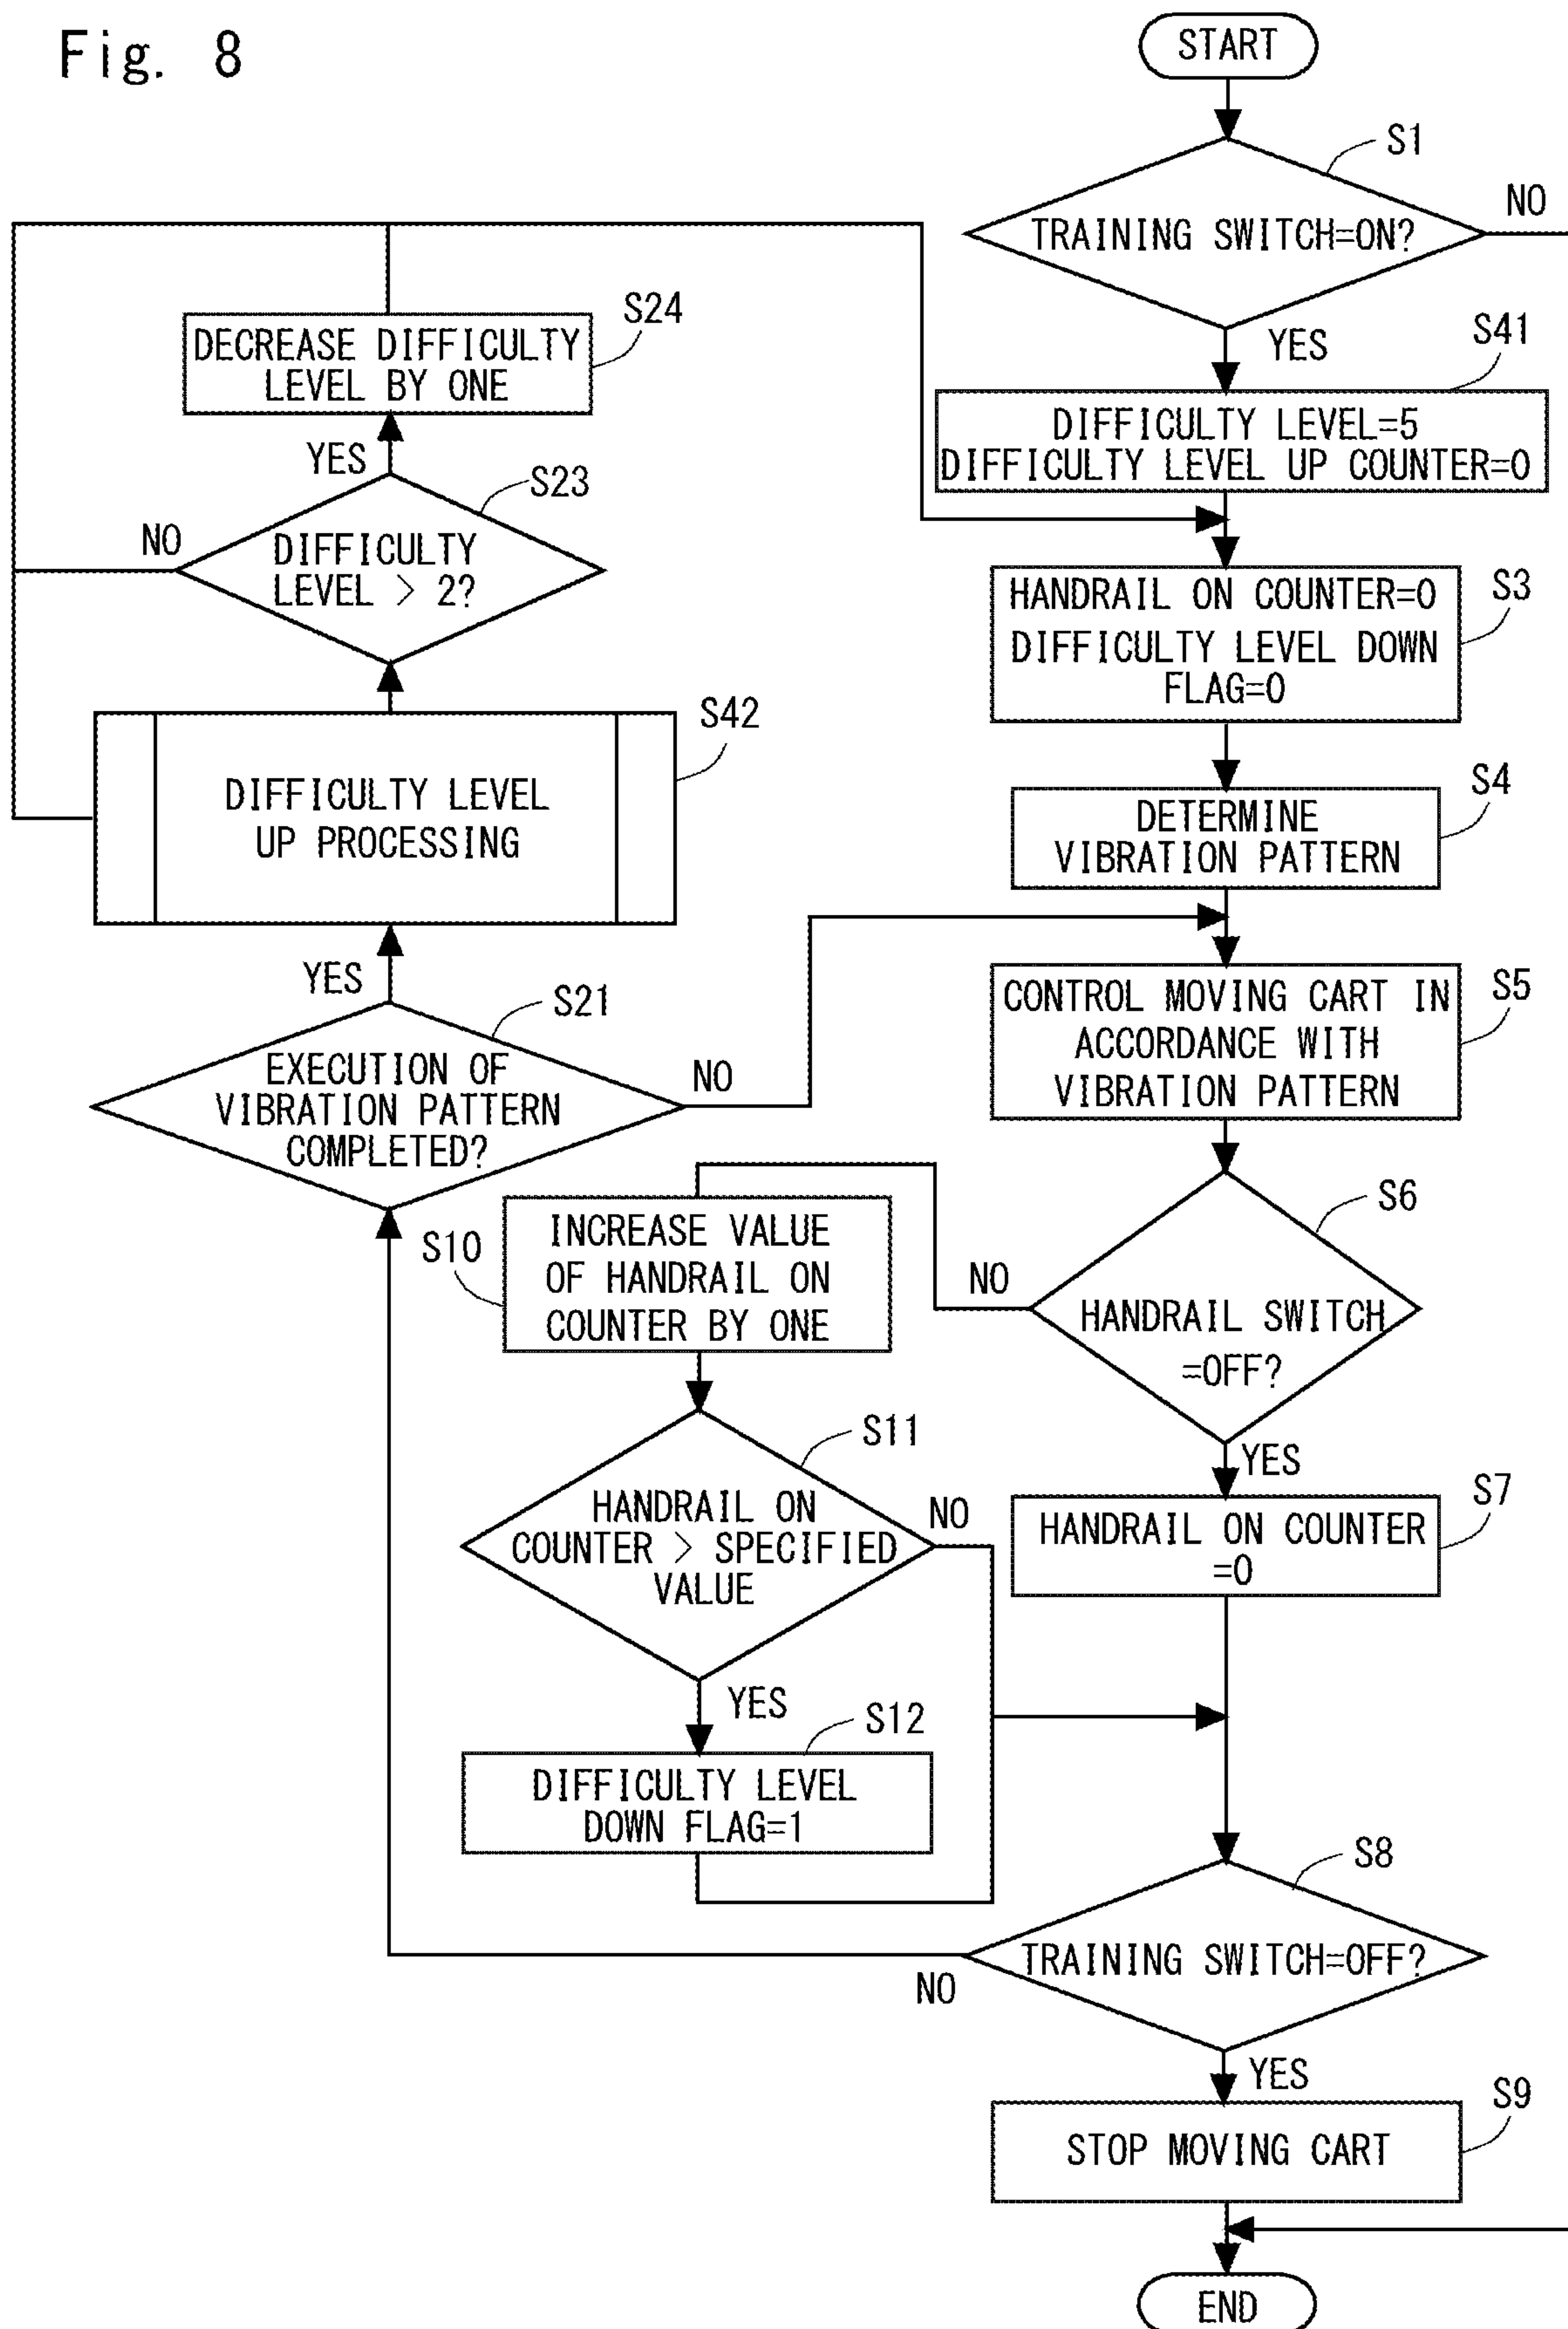 Fig. 8
START
S1
TRAINING SWITCH=ON?
NO
YES
S41
DIFFICULTY LEVEL=5
DIFFICULTY LEVEL UP COUNTER=0
S3
HANDRAIL ON COUNTER=0
DIFFICULTY LEVEL DOWN
FLAG=0
S4
DETERMINE
VIBRATION PATTERN
S5
CONTROL MOVING CART IN
ACCORDANCE WITH
VIBRATION PATTERN
S6
HANDRAIL SWITCH
=OFF?
NO
YES
S7
HANDRAIL ON COUNTER
=0
S10
INCREASE VALUE
OF HANDRAIL ON
COUNTER BY ONE
S11
HANDRAIL ON
COUNTER > SPECIFIED
VALUE
NO
YES
S12
DIFFICULTY LEVEL
DOWN FLAG=1
S8
TRAINING SWITCH=OFF?
NO
YES
S9
STOP MOVING CART
END
S21
EXECUTION OF
VIBRATION PATTERN
COMPLETED?
NO
YES
S42
DIFFICULTY LEVEL
UP PROCESSING
S23
DIFFICULTY
LEVEL > 2?
NO
YES
S24
DECREASE DIFFICULTY
LEVEL BY ONE